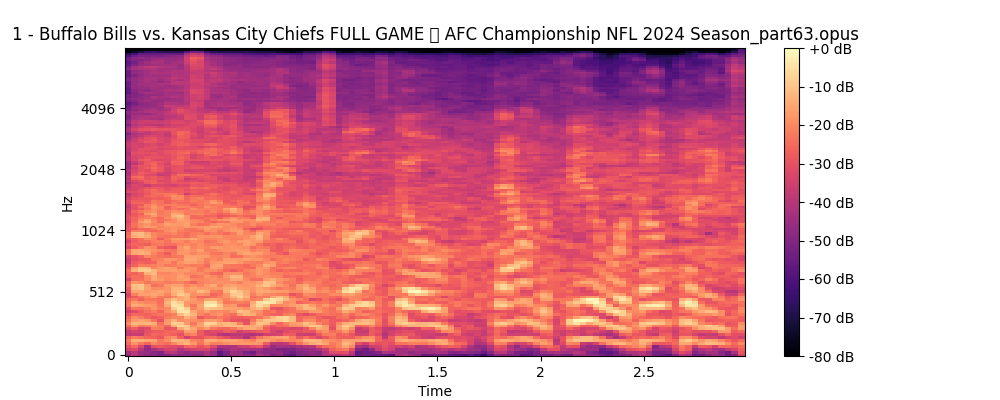 1 - Buffalo Bills vs. Kansas City Chiefs FULL GAME ▯ AFC Championship NFL 2024 Season_part63.opus
+0 dB
-10 dB
-20 dB
-30 dB
-40 dB
-50 dB
-60 dB
-70 dB
-80 dB
4096
2048
1024
512
0
Hz
0
0.5
1
1.5
2
2.5
Time